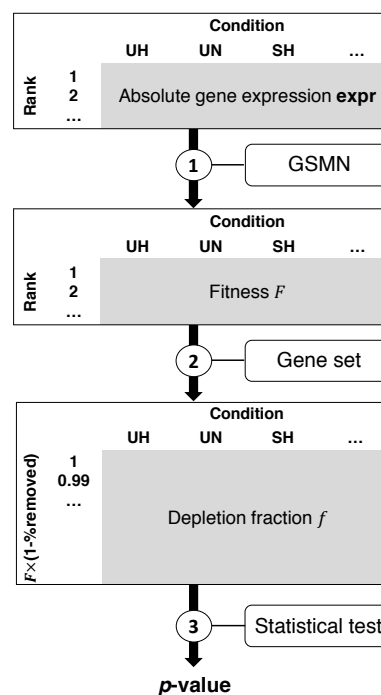 Condition
UH UN SH …
Rank
1
2
…
Absolute gene expression expr
1 GSMN
Condition
UH UN SH …
Rank
1
2
…
Fitness F
2 Gene set
Condition
UH UN SH …
F×(1-%removed)
1
0.99
…
Depletion fraction f
3 Statistical test
p-value